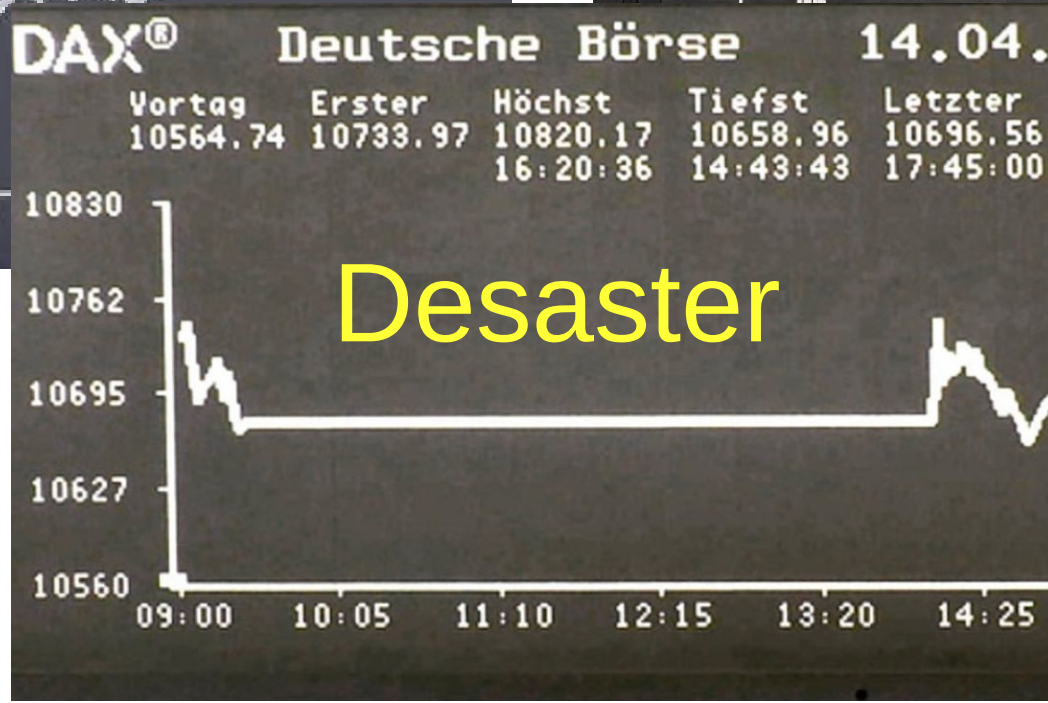 DAX® Deutsche Börse 14.04.
Vortag Erster Höchst Tiefst Letzter
10564.74 10733.97 10820.17 10658.96 10696.56
16:20:36 14:43:43 17:45:00
10830
Desaster
10762
10695
10627
10560
09:00 10:05 11:10 12:15 13:20 14:25